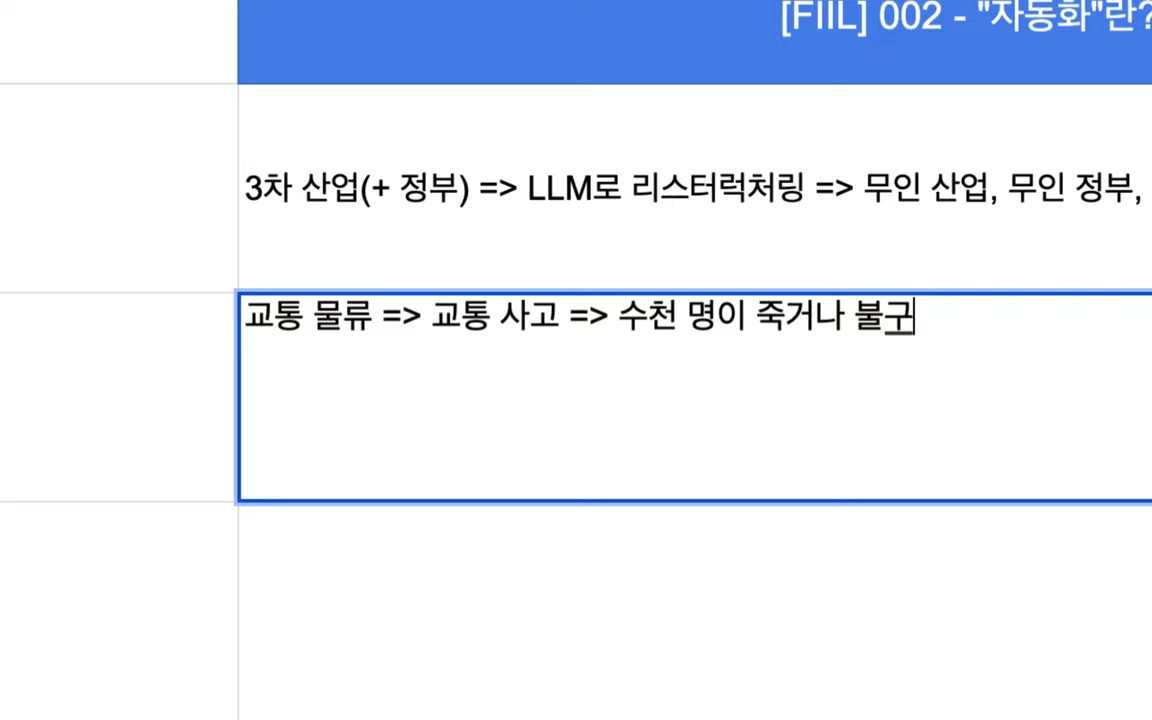 [FIIL] 002 - "자동화"란?
3차 산업(+ 정부) => LLM로 리스터럭처링 => 무인 산업, 무인 정부,
교통 물류 => 교통 사고 => 수천 명이 죽거나 불구